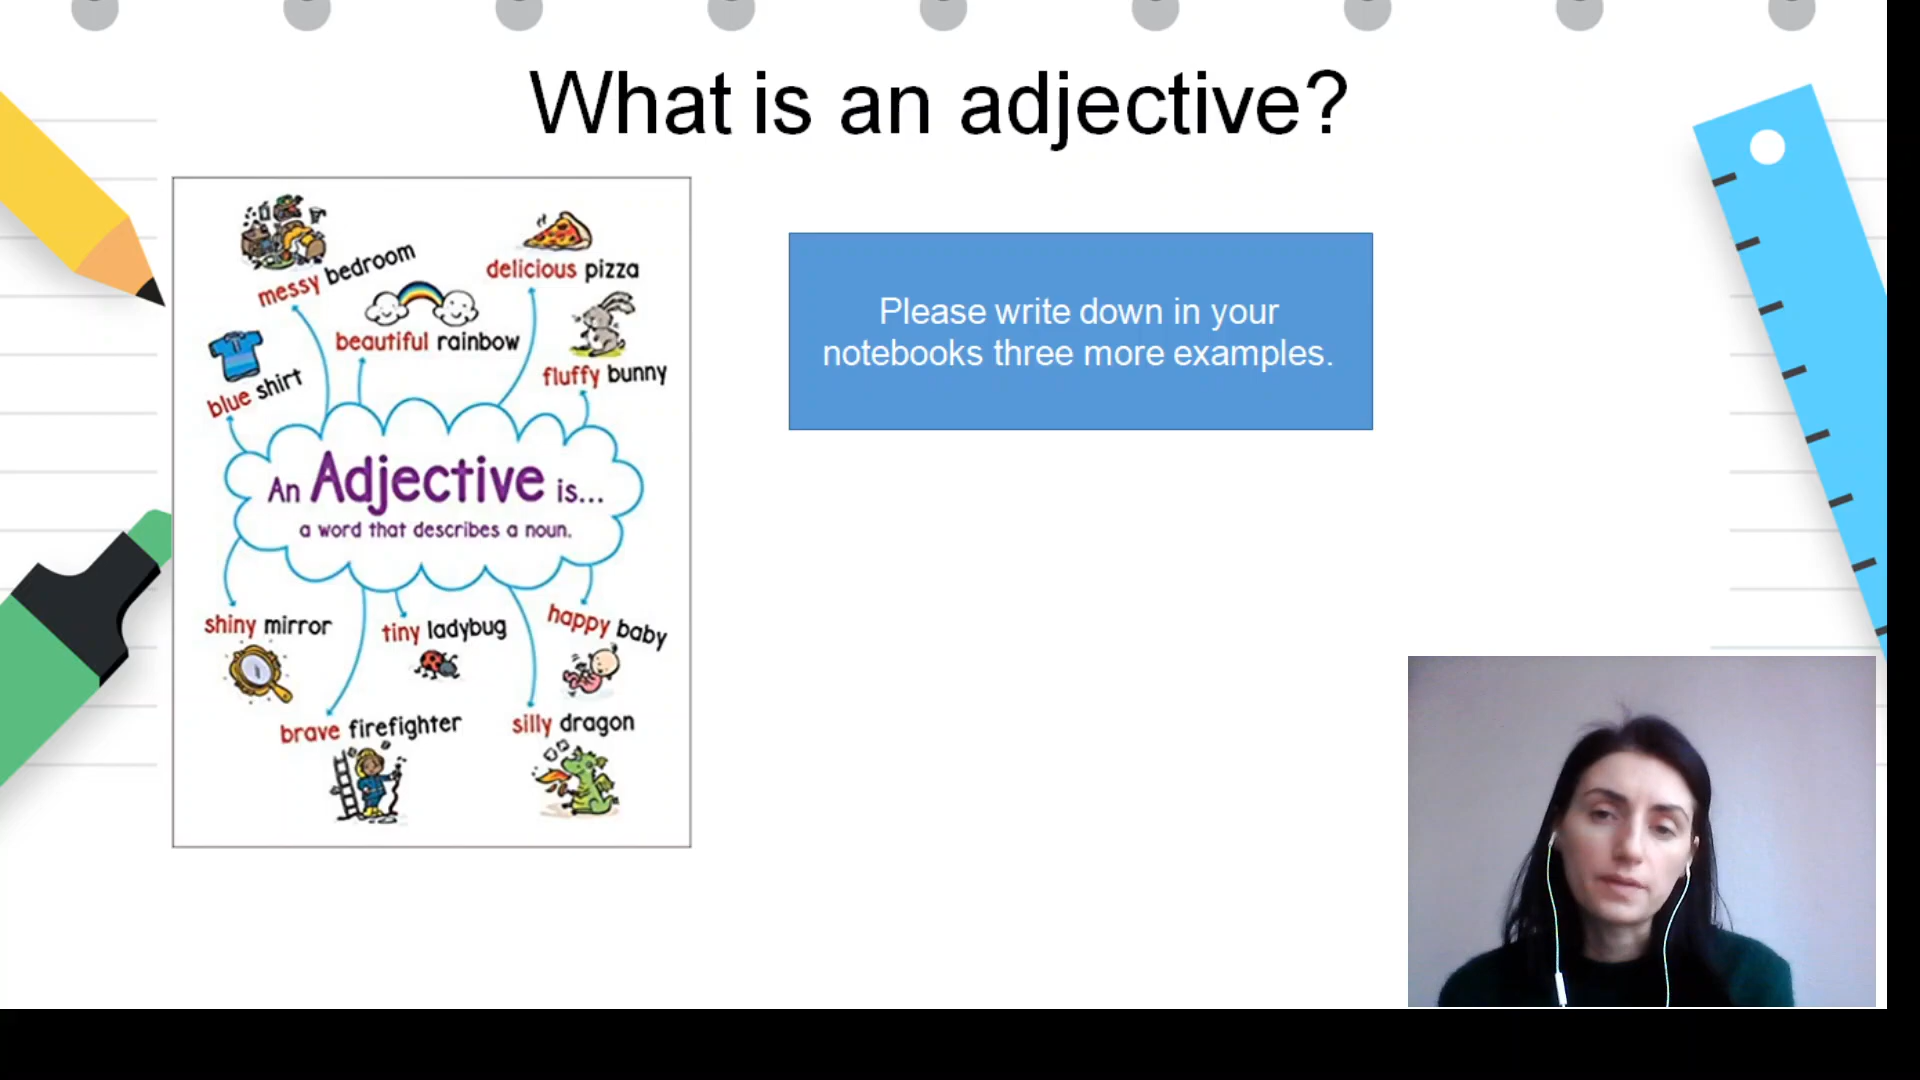 What is an adjective?
messy bedroom
delicious pizza
beautiful rainbow
blue shirt
fluffy bunny
An Adjective is...
a word that describes a noun.
shiny mirror
tiny ladybug
happy baby
brave firefighter
silly dragon
Please write down in your
notebooks three more examples.